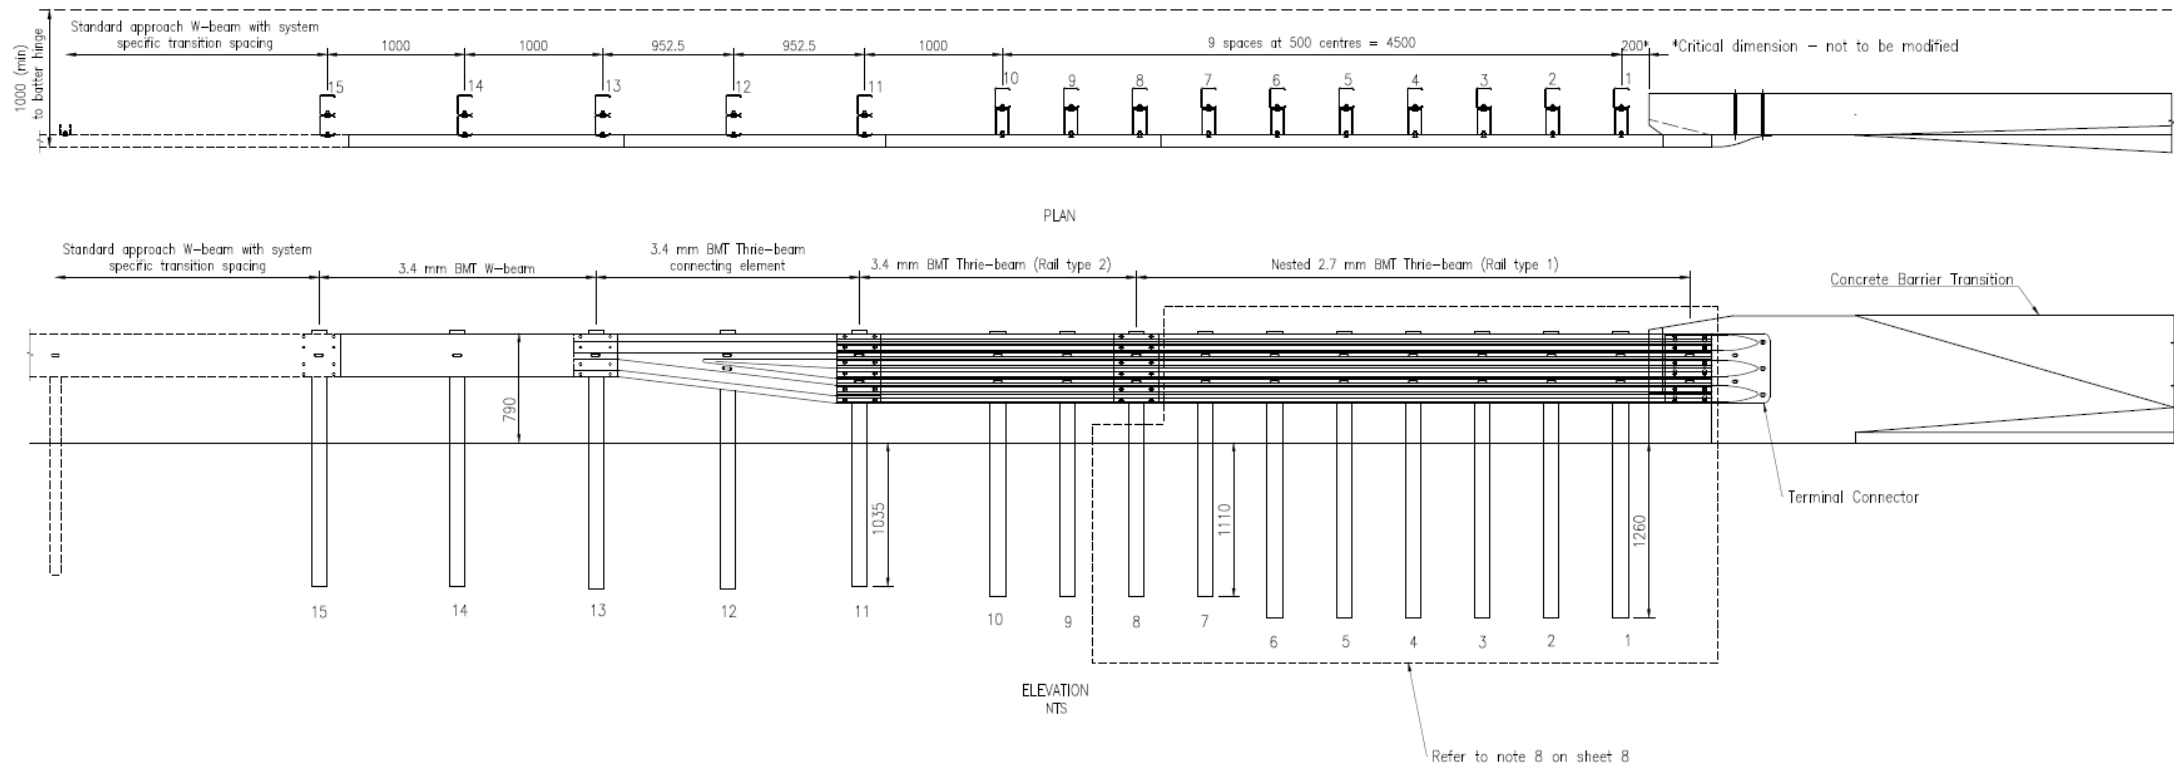 Standard approach W-beam with system
specific transition spacing
1000 (min)
to batter hinge
1000
1000
952.5
952.5
1000
9 spaces at 500 centres = 4500
200*
*Critical dimension - not to be modified
15
14
13
12
11
10
9
8
7
6
5
4
3
2
1
PLAN
Standard approach W-beam with system
specific transition spacing
3.4 mm BMT W-beam
3.4 mm BMT Thrie-beam
connecting element
3.4 mm BMT Thrie-beam (Rail type 2)
Nested 2.7 mm BMT Thrie-beam (Rail type 1)
Concrete Barrier Transition
790
1035
1110
1260
Terminal Connector
15
14
13
12
11
10
9
8
7
6
5
4
3
2
1
ELEVATION
NTS
Refer to note 8 on sheet 8